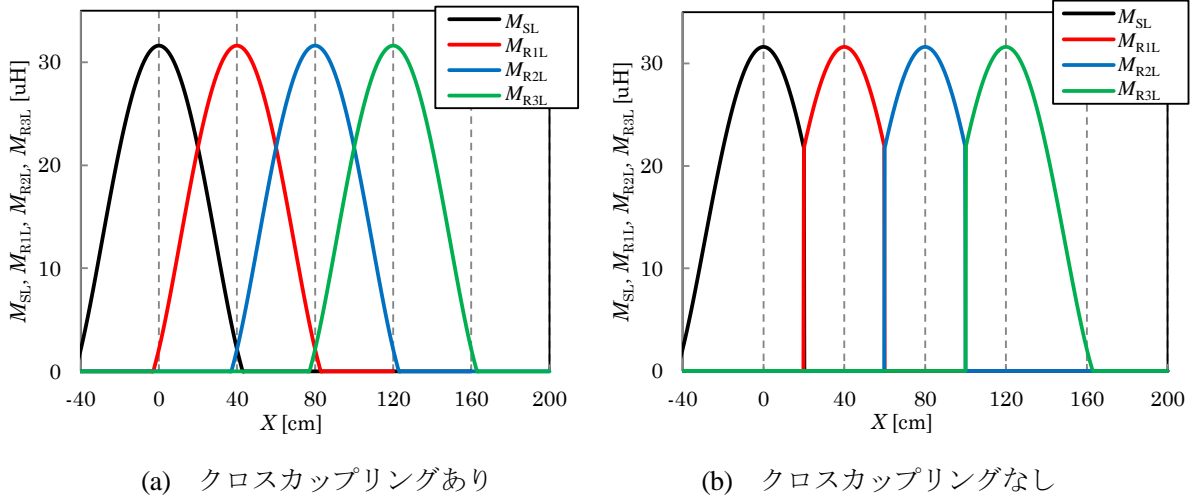 M_SL, M_R1L, M_R2L, M_R3L [uH]
30
20
10
0
-40 0 40 80 120 160 200
X [cm]
M_SL
M_R1L
M_R2L
M_R3L
(a) クロスカップリングあり
M_SL, M_R1L, M_R2L, M_R3L [uH]
30
20
10
0
-40 0 40 80 120 160 200
X [cm]
M_SL
M_R1L
M_R2L
M_R3L
(b) クロスカップリングなし